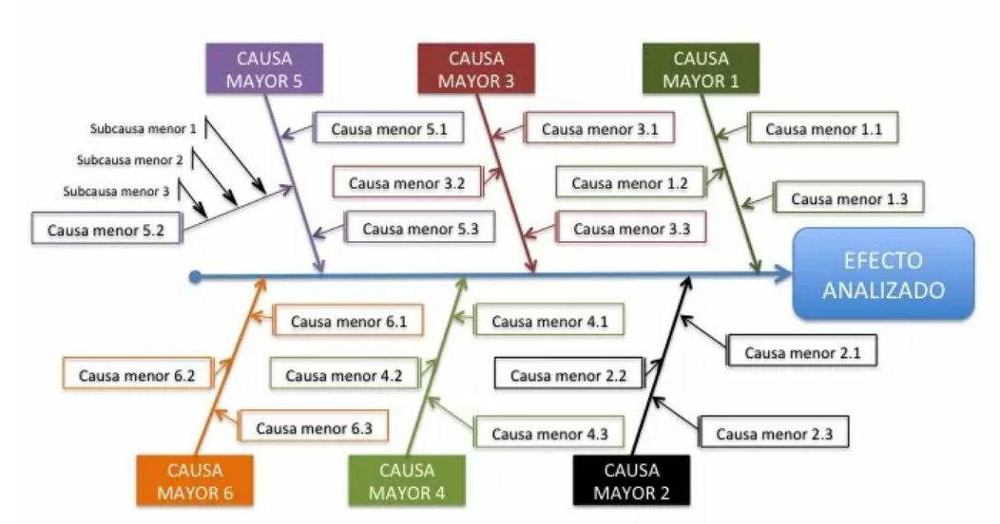 CAUSA
MAYOR 5
CAUSA
MAYOR 3
CAUSA
MAYOR 1
Subcausa menor 1
Causa menor 5.1
Causa menor 3.1
Causa menor 1.1
Subcausa menor 2
Causa menor 3.2
Causa menor 1.2
Subcausa menor 3
Causa menor 1.3
Causa menor 5.2
Causa menor 5.3
Causa menor 3.3
EFECTO
ANALIZADO
Causa menor 6.1
Causa menor 4.1
Causa menor 2.1
Causa menor 6.2
Causa menor 4.2
Causa menor 2.2
Causa menor 6.3
Causa menor 4.3
Causa menor 2.3
CAUSA
MAYOR 6
CAUSA
MAYOR 4
CAUSA
MAYOR 2